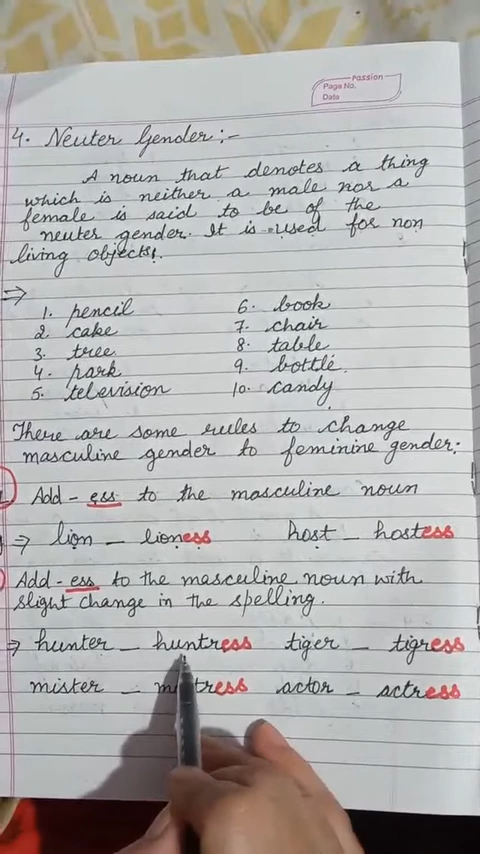 Passion
Page No.
Date
4. Neuter Gender:-
A noun that denotes a thing
which is neither a male nor a
female is said to be of the
neuter gender. It is used for non
living objects.
⇒
1. pencil 6. book
2. cake 7. chair
3. tree 8. table
4. park 9. bottle
5. television 10. candy
There are some rules to change
masculine gender to feminine gender:
Add - ess to the masculine noun
⇒ lion - lioness host - hostess
Add - ess to the masculine noun with
slight change in the spelling.
⇒ hunter - huntress tiger - tigress
mister - actor - actress